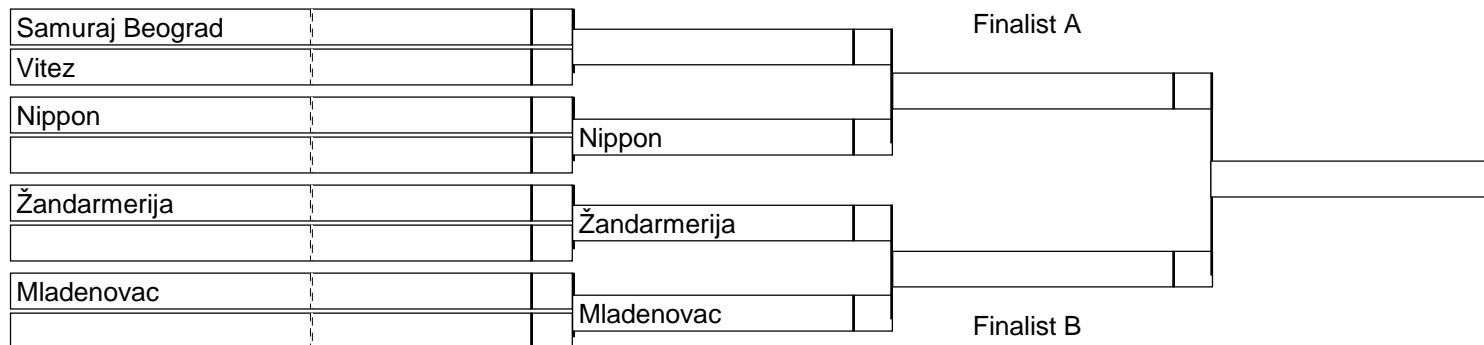 Samuraj Beograd
Vitez
Nippon
Žandarmerija
Mladenovac
Nippon
Žandarmerija
Mladenovac
Finalist A
Finalist B